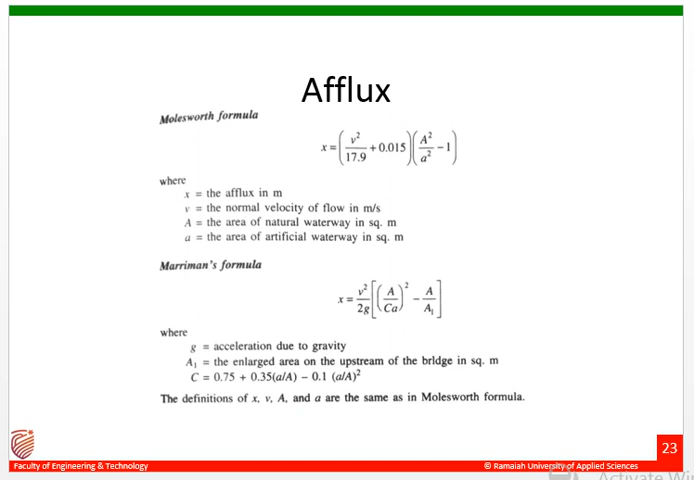 Afflux
Molesworth formula
x = (v²/17.9 + 0.015)(A²/a² − 1)
where
x = the afflux in m
v = the normal velocity of flow in m/s
A = the area of natural waterway in sq. m
a = the area of artificial waterway in sq. m
Marriman's formula
x = v²/2g [(A/Ca)² − A/A₁]
where
g = acceleration due to gravity
A₁ = the enlarged area on the upstream of the bridge in sq. m
C = 0.75 + 0.35(a/A) − 0.1 (a/A)²
The definitions of x, v, A, and a are the same as in Molesworth formula.
23
Faculty of Engineering & Technology
© Ramaiah University of Applied Sciences
Activate Win